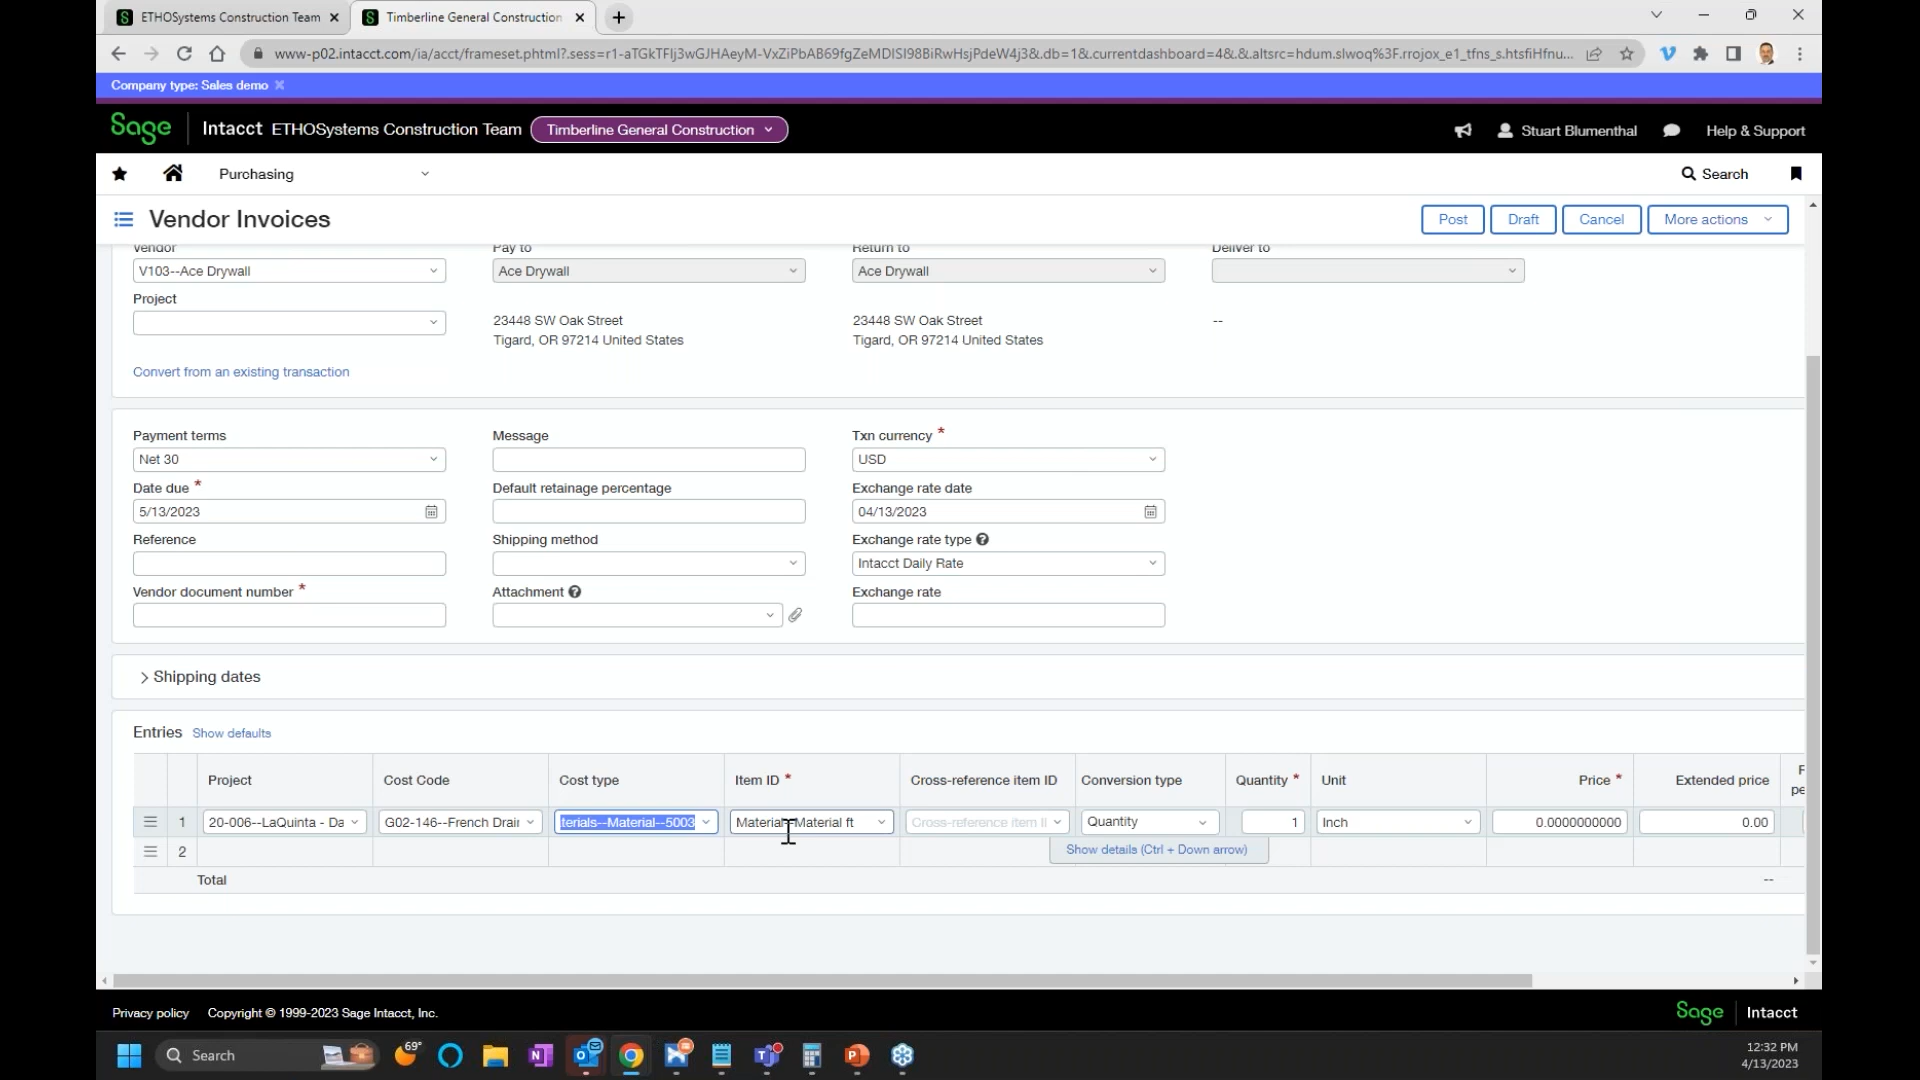 ETHOSystems Construction Team
Timberline General Construction
www-p02.intacct.com/ia/acct/frameset.phtml?.sess=r1-aTGkTFlj3wGJHAeyM-VxZiPbAB69fgZeMDISI98BiRwHsjPdeW4j3&.db=1&.currentdashboard=4&.&.altsrc=hdum.slwoq%3F.rrojox_e1_tfns_s.htsfiHfnu...
Company type: Sales demo
Sage Intacct ETHOSystems Construction Team Timberline General Construction Stuart Blumenthal Help & Support
Purchasing Search
Vendor Invoices Post Draft Cancel More actions
Vendor Pay to Return to Deliver to
V103--Ace Drywall Ace Drywall Ace Drywall
Project
23448 SW Oak Street 23448 SW Oak Street --
Tigard, OR 97214 United States Tigard, OR 97214 United States
Convert from an existing transaction
Payment terms Message Txn currency *
Net 30 USD
Date due * Default retainage percentage Exchange rate date
5/13/2023 04/13/2023
Reference Shipping method Exchange rate type ?
Intacct Daily Rate
Vendor document number * Attachment ? Exchange rate
Shipping dates
Entries Show defaults
Project Cost Code Cost type Item ID * Cross-reference item ID Conversion type Quantity * Unit Price * Extended price
1 20-006--LaQuinta - Da G02-146--French Drair terials--Material--5003 Material--Material ft Cross-reference item II Quantity 1 Inch 0.0000000000 0.00
2 Show details (Ctrl + Down arrow)
Total --
Privacy policy Copyright © 1999-2023 Sage Intacct, Inc. Sage Intacct
Search 69° 12:32 PM
4/13/2023